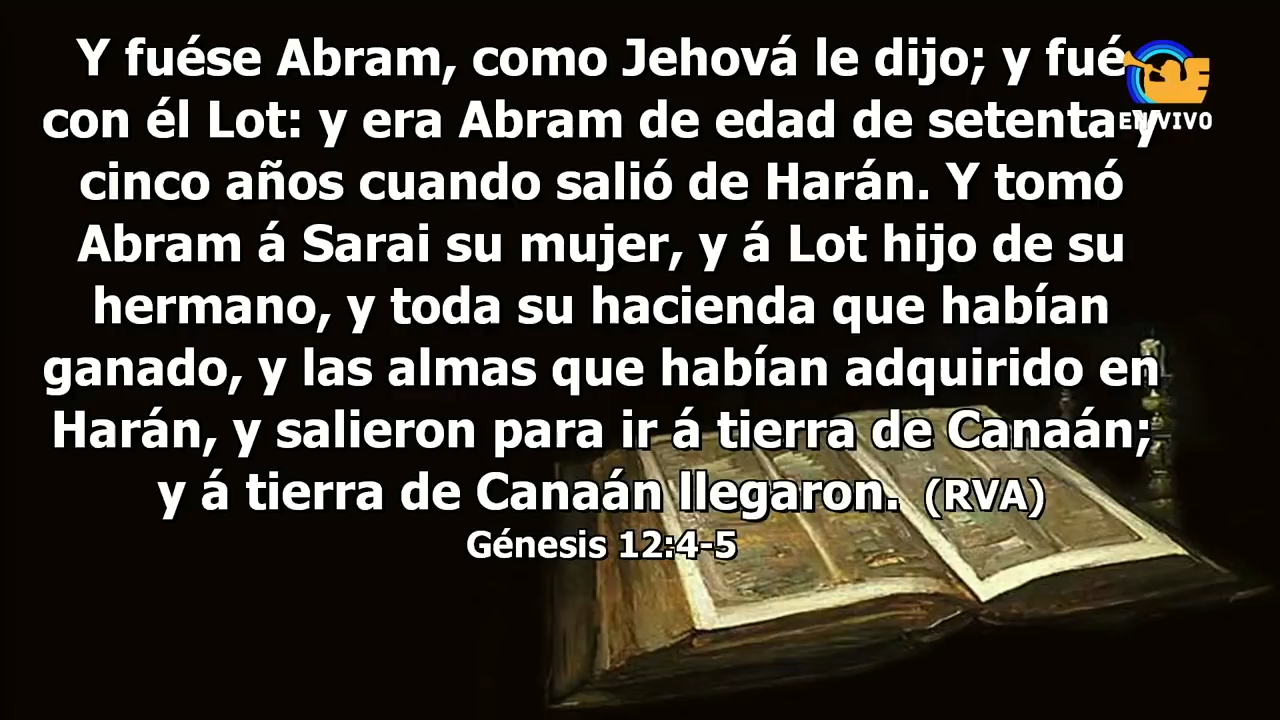 Y fuése Abram, como Jehová le dijo; y fué
con él Lot: y era Abram de edad de setenta y
cinco años cuando salió de Harán. Y tomó
Abram á Sarai su mujer, y á Lot hijo de su
hermano, y toda su hacienda que habían
ganado, y las almas que habían adquirido en
Harán, y salieron para ir á tierra de Canaán;
y á tierra de Canaán llegaron. (RVA)
Génesis 12:4-5
EN VIVO